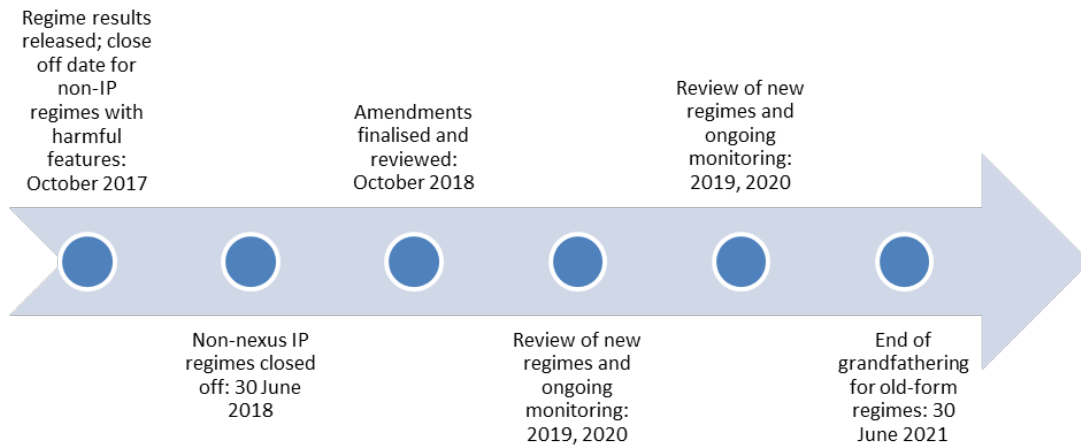 Regime results
released; close
off date for
non-IP
regimes with
harmful
features:
October 2017
Non-nexus IP
regimes closed
off: 30 June
2018
Amendments
finalised and
reviewed:
October 2018
Review of new
regimes and
ongoing
monitoring:
2019, 2020
Review of new
regimes and
ongoing
monitoring:
2019, 2020
End of
grandfathering
for old-form
regimes: 30
June 2021